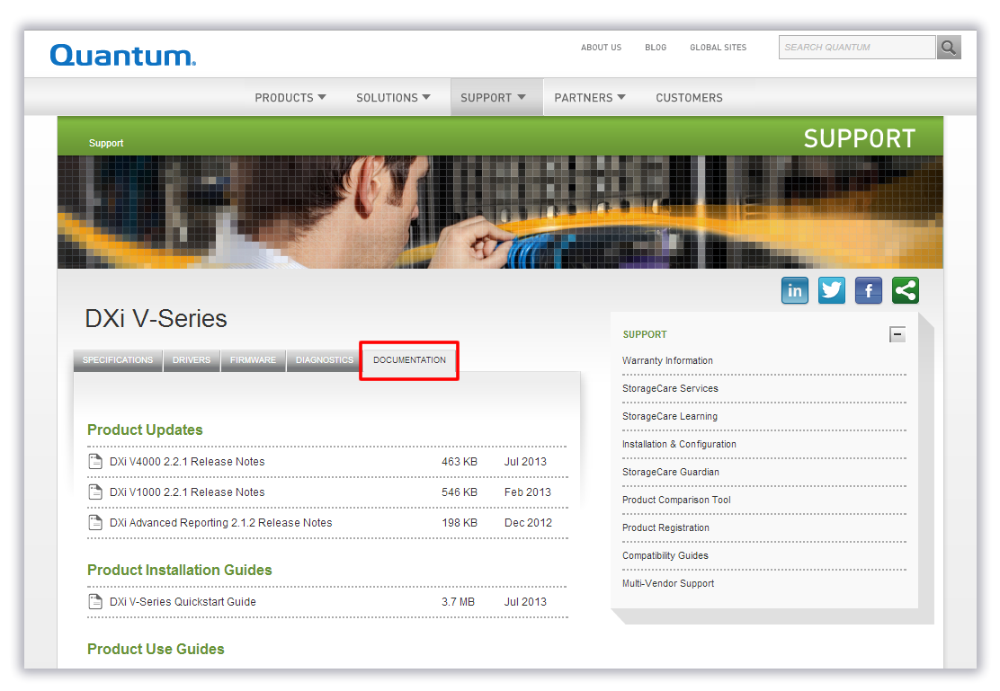 Quantum.
ABOUT US BLOG GLOBAL SITES SEARCH QUANTUM
PRODUCTS SOLUTIONS SUPPORT PARTNERS CUSTOMERS
Support SUPPORT
in f
DXi V-Series
SPECIFICATIONS DRIVERS FIRMWARE DIAGNOSTICS DOCUMENTATION
Product Updates
DXi V4000 2.2.1 Release Notes 463 KB Jul 2013
DXi V1000 2.2.1 Release Notes 546 KB Feb 2013
DXi Advanced Reporting 2.1.2 Release Notes 198 KB Dec 2012
Product Installation Guides
DXi V-Series Quickstart Guide 3.7 MB Jul 2013
Product Use Guides
SUPPORT
Warranty Information
StorageCare Services
StorageCare Learning
Installation & Configuration
StorageCare Guardian
Product Comparison Tool
Product Registration
Compatibility Guides
Multi-Vendor Support